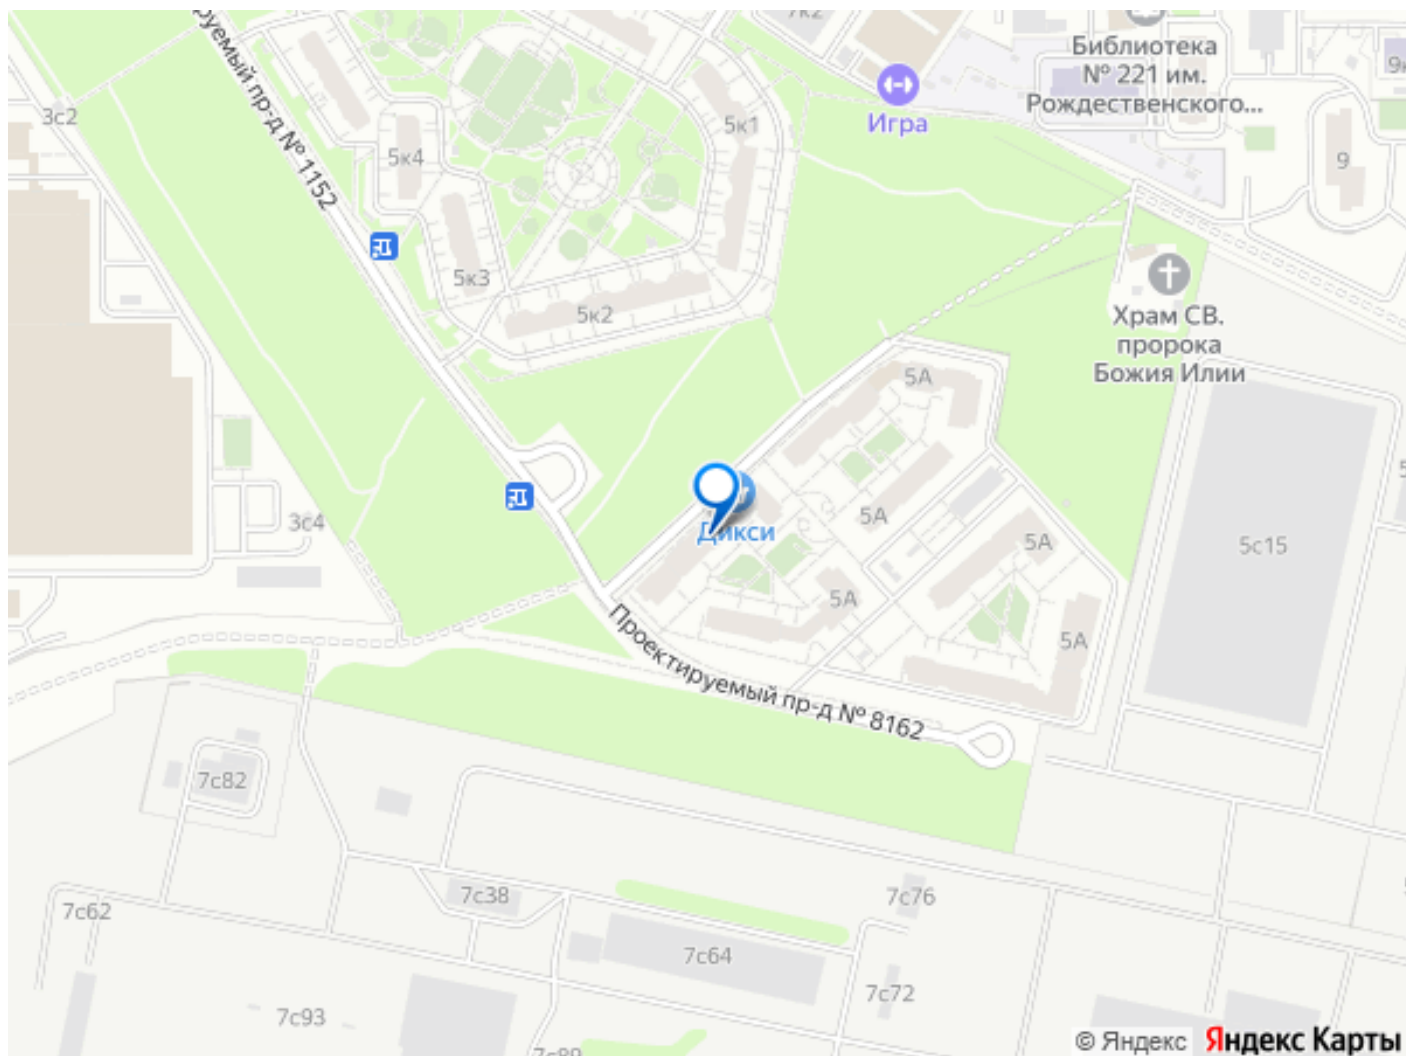 7к2
Библиотека
№ 221 им.
Рождественского...
Игра
9
3с2
руемый пр-д № 1152
5к4
5к1
5к3
5к2
Храм СВ.
пророка
Божия Илии
5А
Дикси
5А
5А
5А
5А
3с4
5с15
Проектируемый пр-д № 8162
7с82
7с38
7с76
7с62
7с64
7с72
7с93
© Яндекс Яндекс Карты